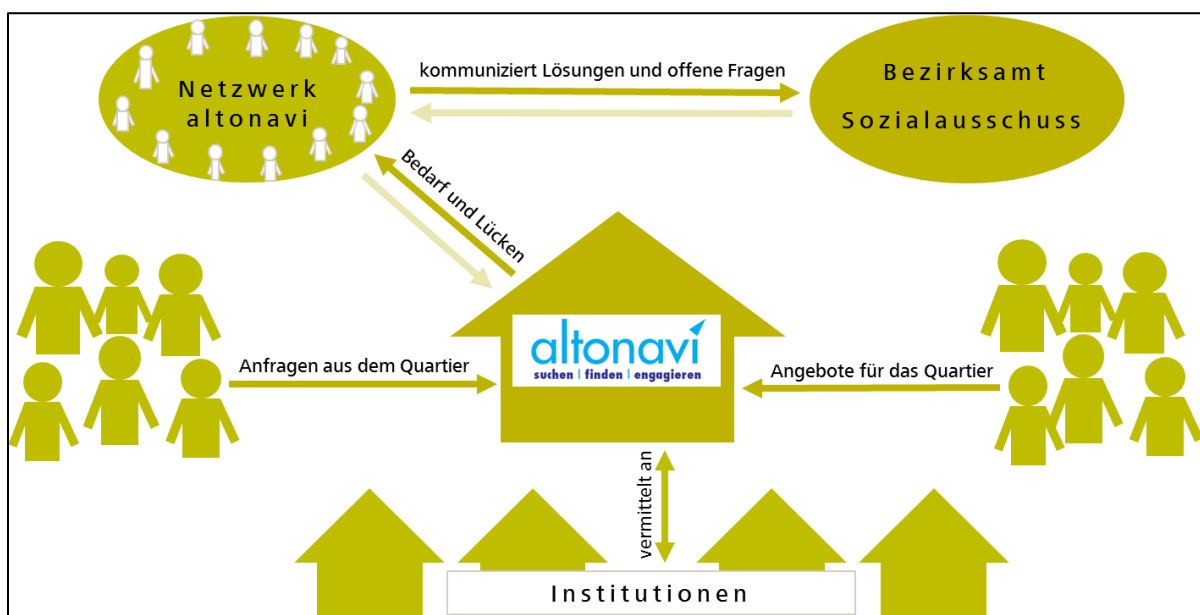 Netzwerk
altonavi
kommuniziert Lösungen und offene Fragen
Bezirksamt
Sozialausschuss
Bedarf und Lücken
altonavi
suchen | finden | engagieren
Anfragen aus dem Quartier
Angebote für das Quartier
vermittelt an
Institutionen